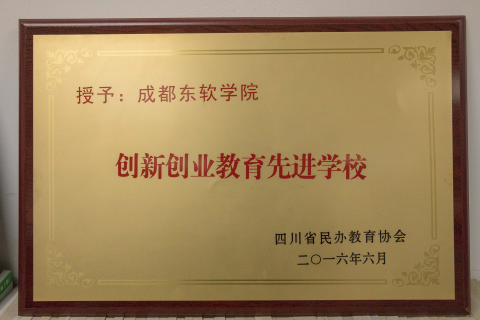 授予：成都东软学院
创新创业教育先进学校
四川省民办教育协会
二〇一六年六月